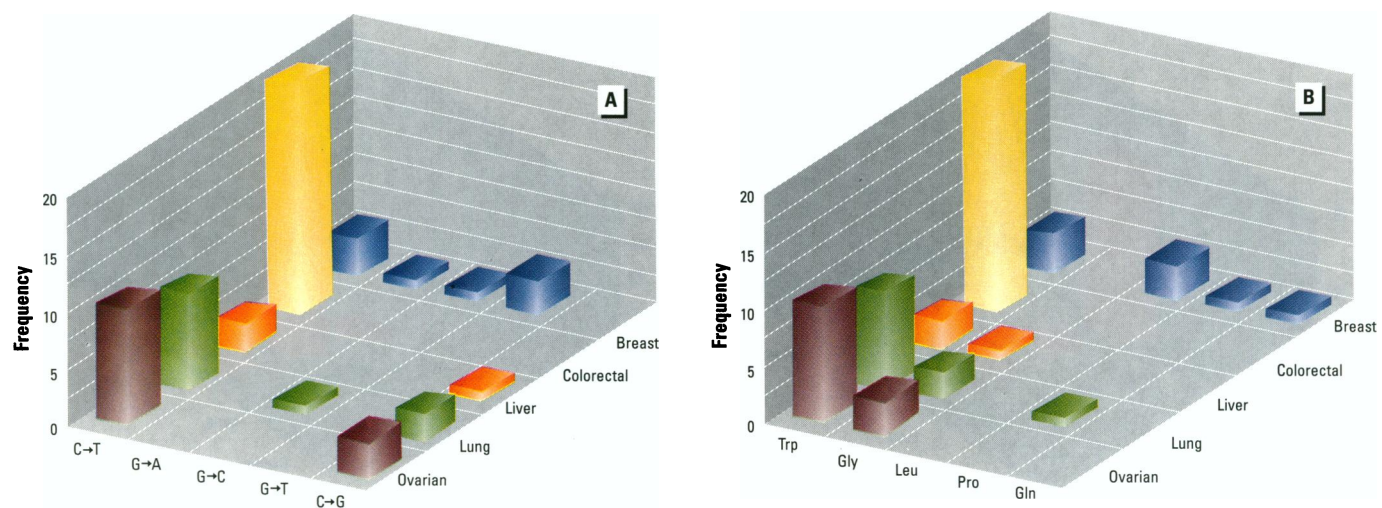 A
Frequency
20
15
10
5
0
C→T
G→A
G→C
G→T
C→G
Ovarian
Lung
Liver
Colorectal
Breast
B
Frequency
20
15
10
5
0
Trp
Gly
Leu
Pro
Gln
Ovarian
Lung
Liver
Colorectal
Breast